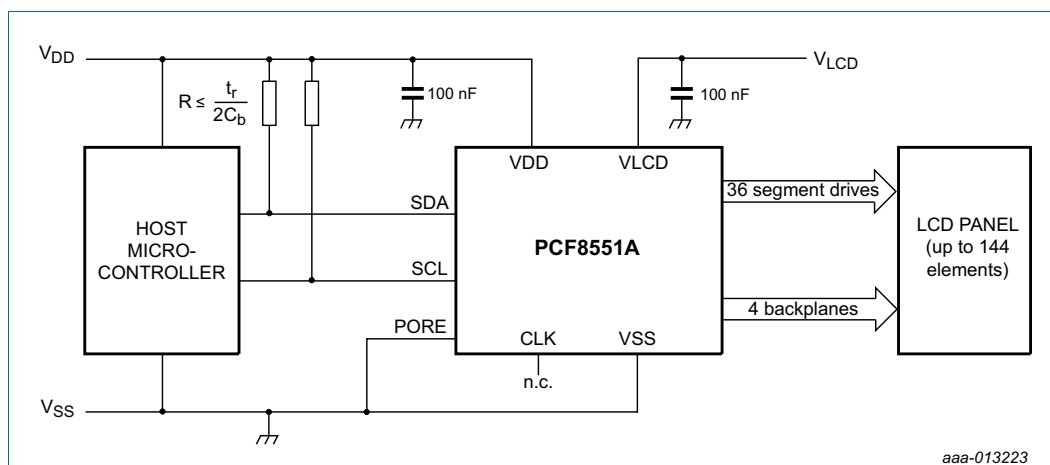 VDD
VLCD
R ≤ tr
2Cb
100 nF
100 nF
VDD
VLCD
36 segment drives
SDA
HOST
MICRO-
CONTROLLER
PCF8551A
LCD PANEL
(up to 144
elements)
SCL
4 backplanes
PORE
CLK
VSS
n.c.
VSS
aaa-013223